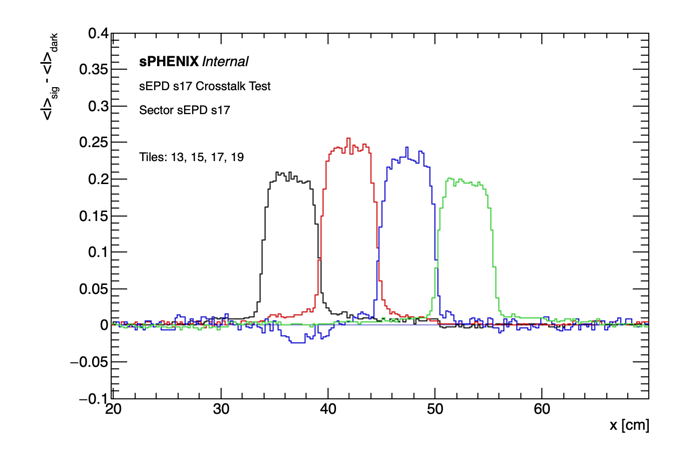 0.4
<I>sig - <I>dark
0.35
sPHENIX Internal
0.3
sEPD s17 Crosstalk Test
Sector sEPD s17
0.25
Tiles: 13, 15, 17, 19
0.2
0.15
0.1
0.05
0
−0.05
−0.1
20 30 40 50 60
x [cm]